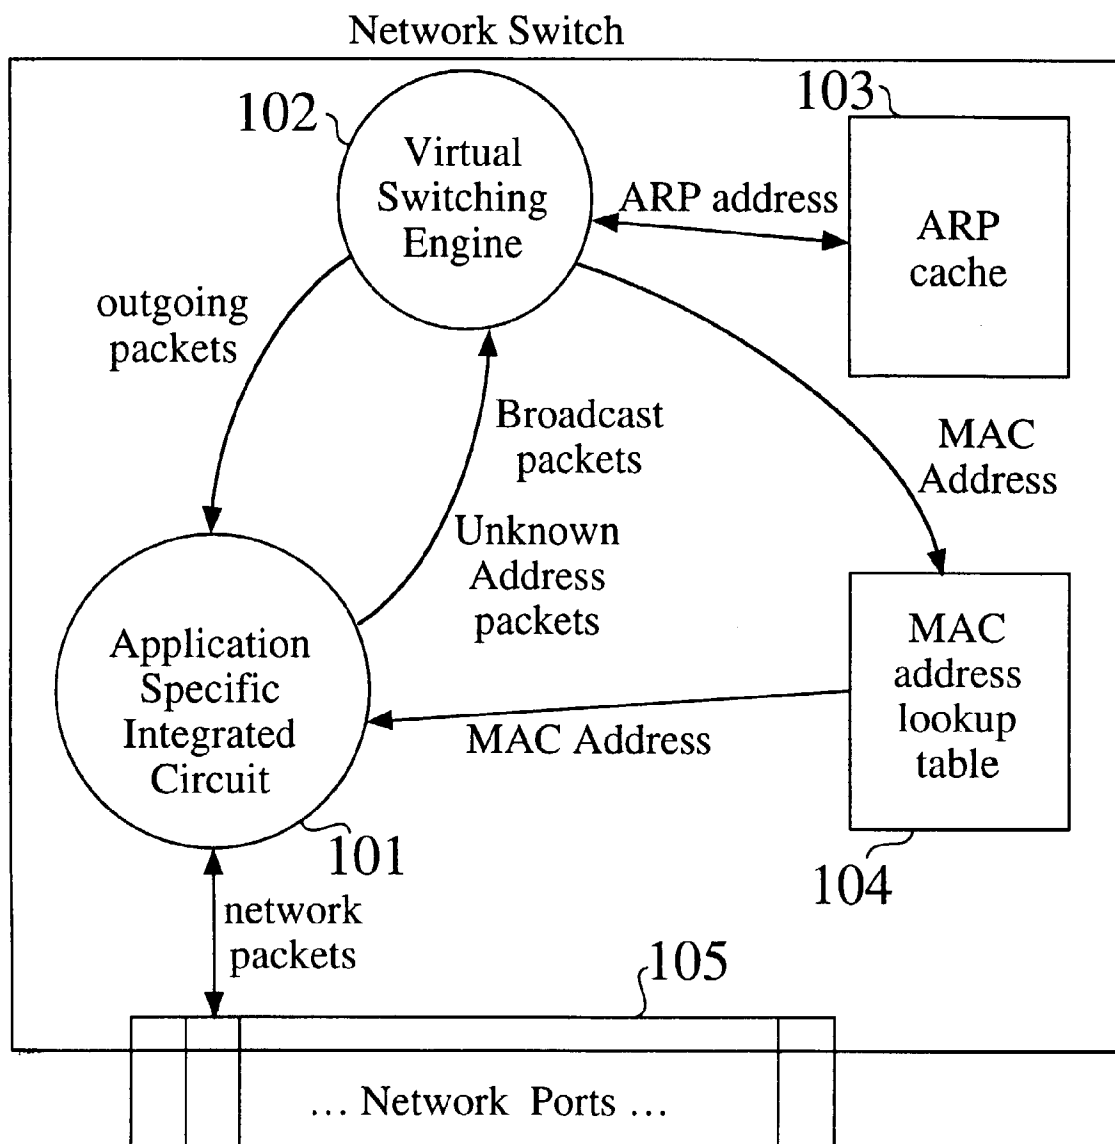 Network Switch
102
103
Virtual
Switching
Engine
ARP address
ARP
cache
outgoing
packets
Broadcast
packets
MAC
Address
Unknown
Address
packets
Application
Specific
Integrated
Circuit
MAC
address
lookup
table
MAC Address
101
104
network
packets
105
... Network Ports ...